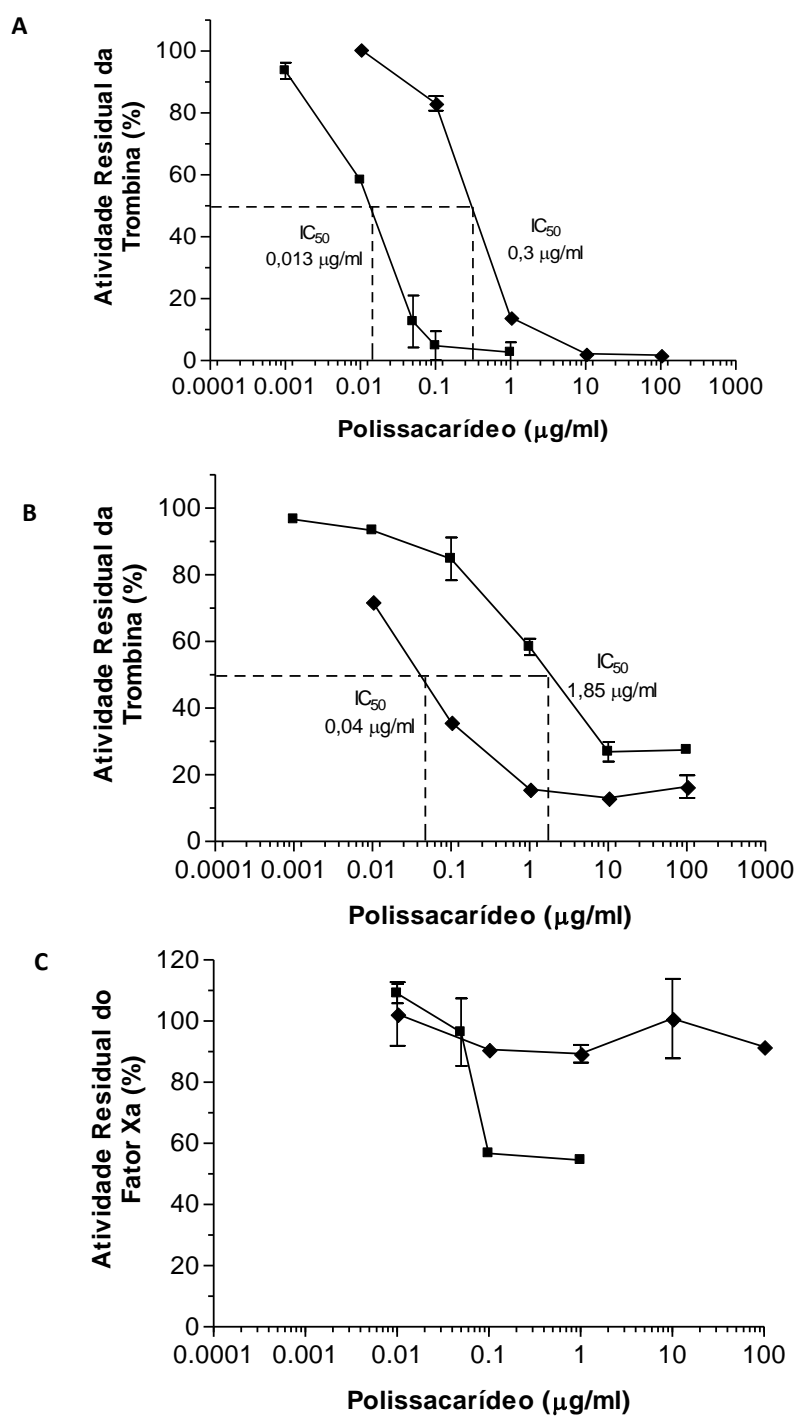 A
Atividade Residual da
Trombina (%)
100
80
60
40
20
0
IC50
0,013 μg/ml
IC50
0,3 μg/ml
0.0001 0.001 0.01 0.1 1 10 100 1000
Polissacarídeo (μg/ml)
B
Atividade Residual da
Trombina (%)
100
80
60
40
20
0
IC50
0,04 μg/ml
IC50
1,85 μg/ml
0.0001 0.001 0.01 0.1 1 10 100 1000
Polissacarídeo (μg/ml)
C
Atividade Residual do
Fator Xa (%)
120
100
80
60
40
20
0
0.0001 0.001 0.01 0.1 1 10 100
Polissacarídeo (μg/ml)